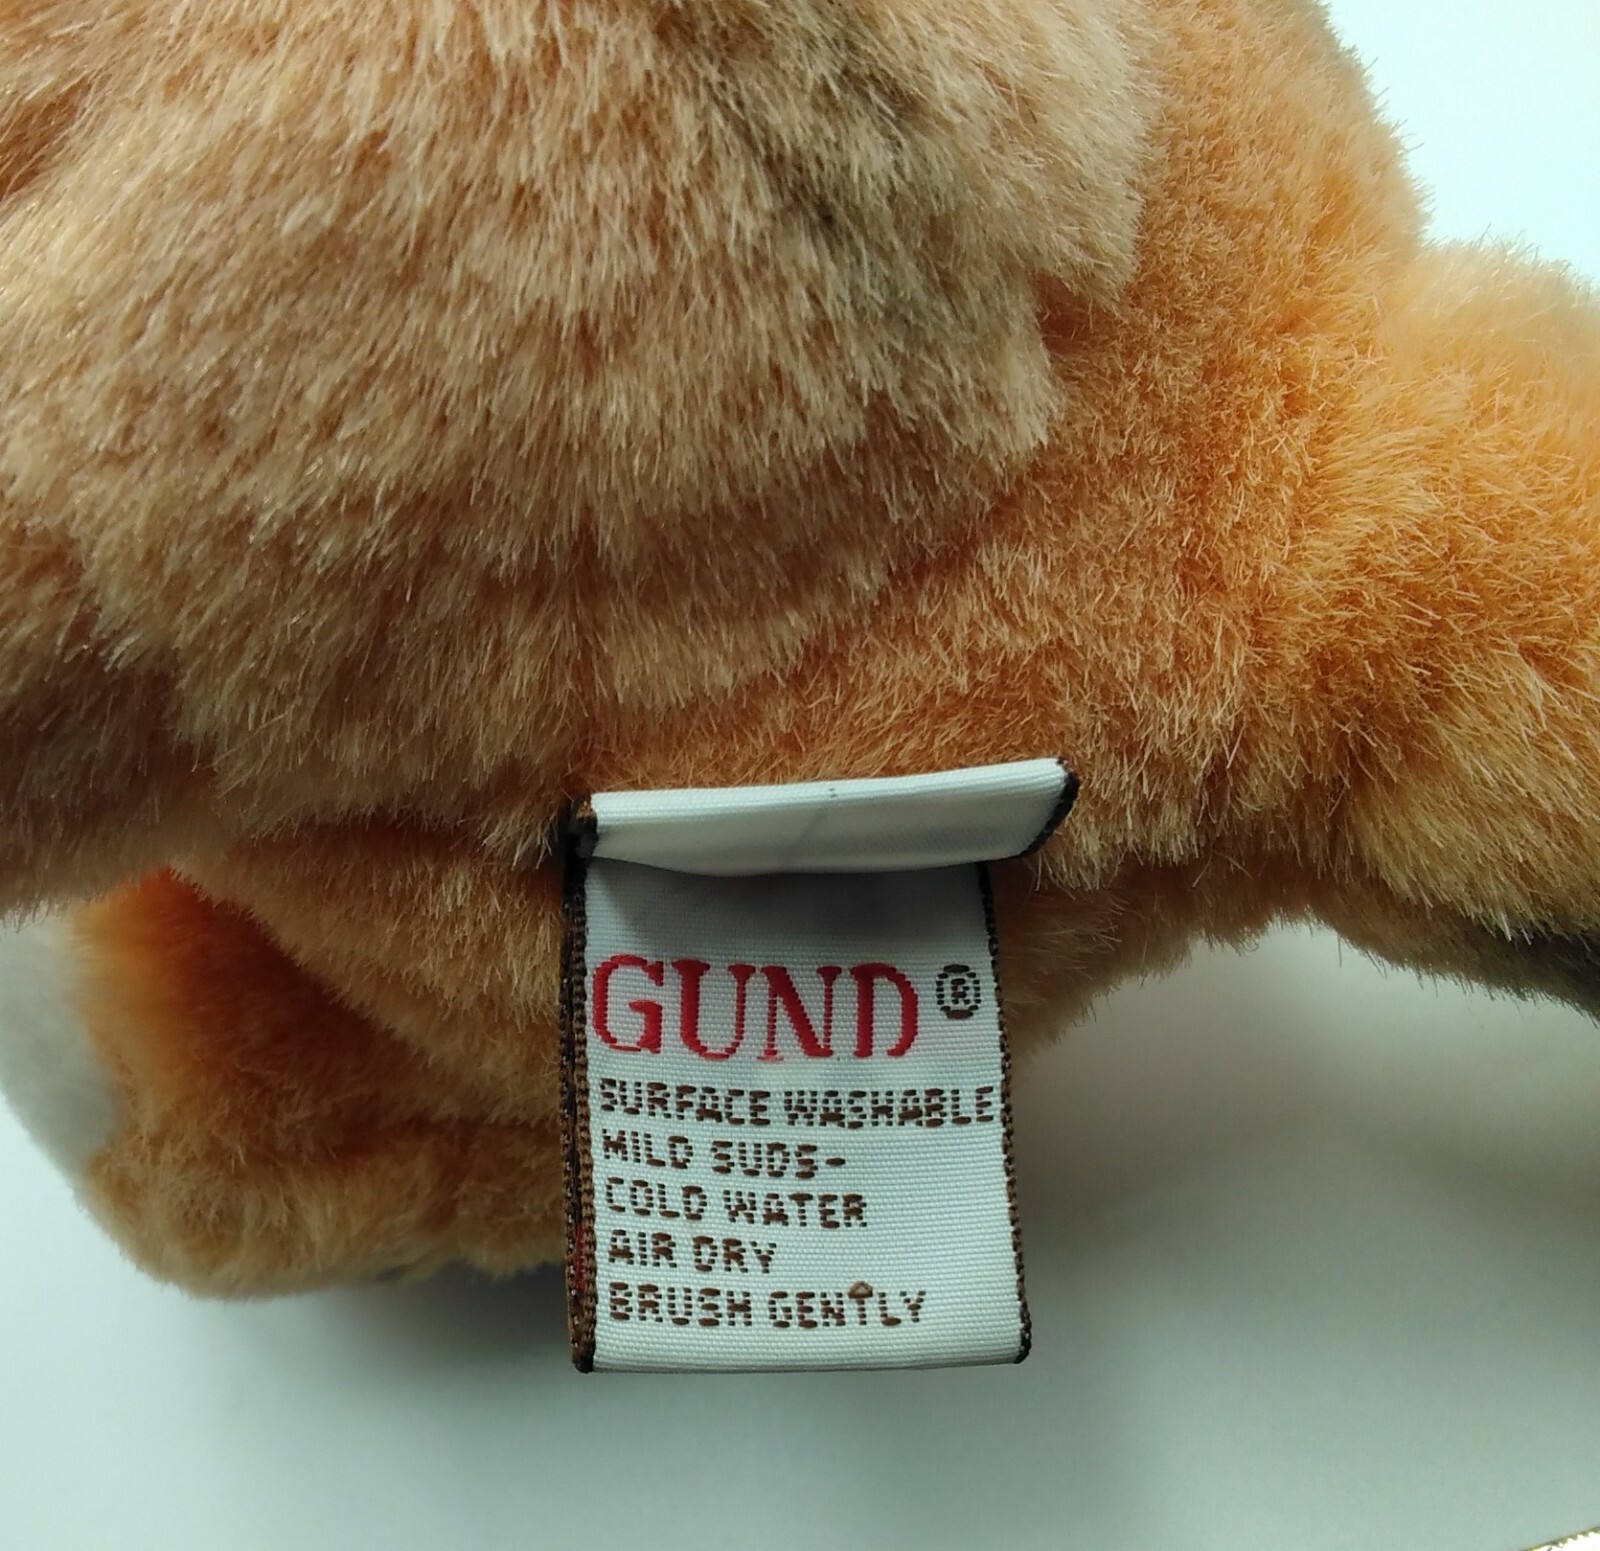 GUND®
SURFACE WASHABLE
MILD SUDS-
COLD WATER
AIR DRY
BRUSH GENTLY